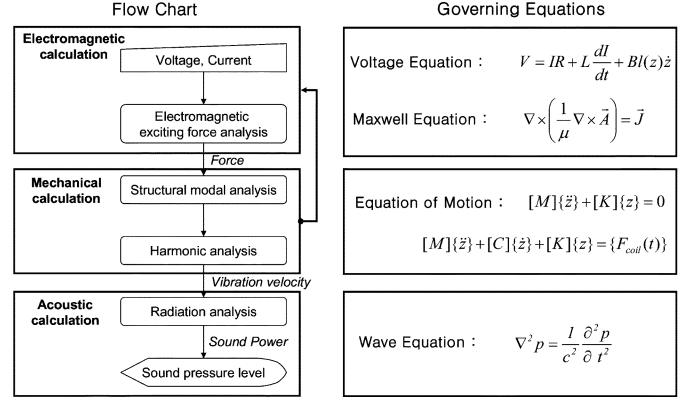 Flow Chart
Electromagnetic
calculation
Voltage, Current
Electromagnetic
exciting force analysis
Force
Mechanical
calculation
Structural modal analysis
Harmonic analysis
Vibration velocity
Acoustic
calculation
Radiation analysis
Sound Power
Sound pressure level
Governing Equations
Voltage Equation : V = IR + L dI/dt + Bl(z)ż
Maxwell Equation : ∇×(1/μ ∇×A⃗) = J⃗
Equation of Motion : [M]{z̈}+[K]{z}=0
[M]{z̈}+[C]{ż}+[K]{z}={F_coil(t)}
Wave Equation : ∇²p = 1/c² ∂²p/∂t²